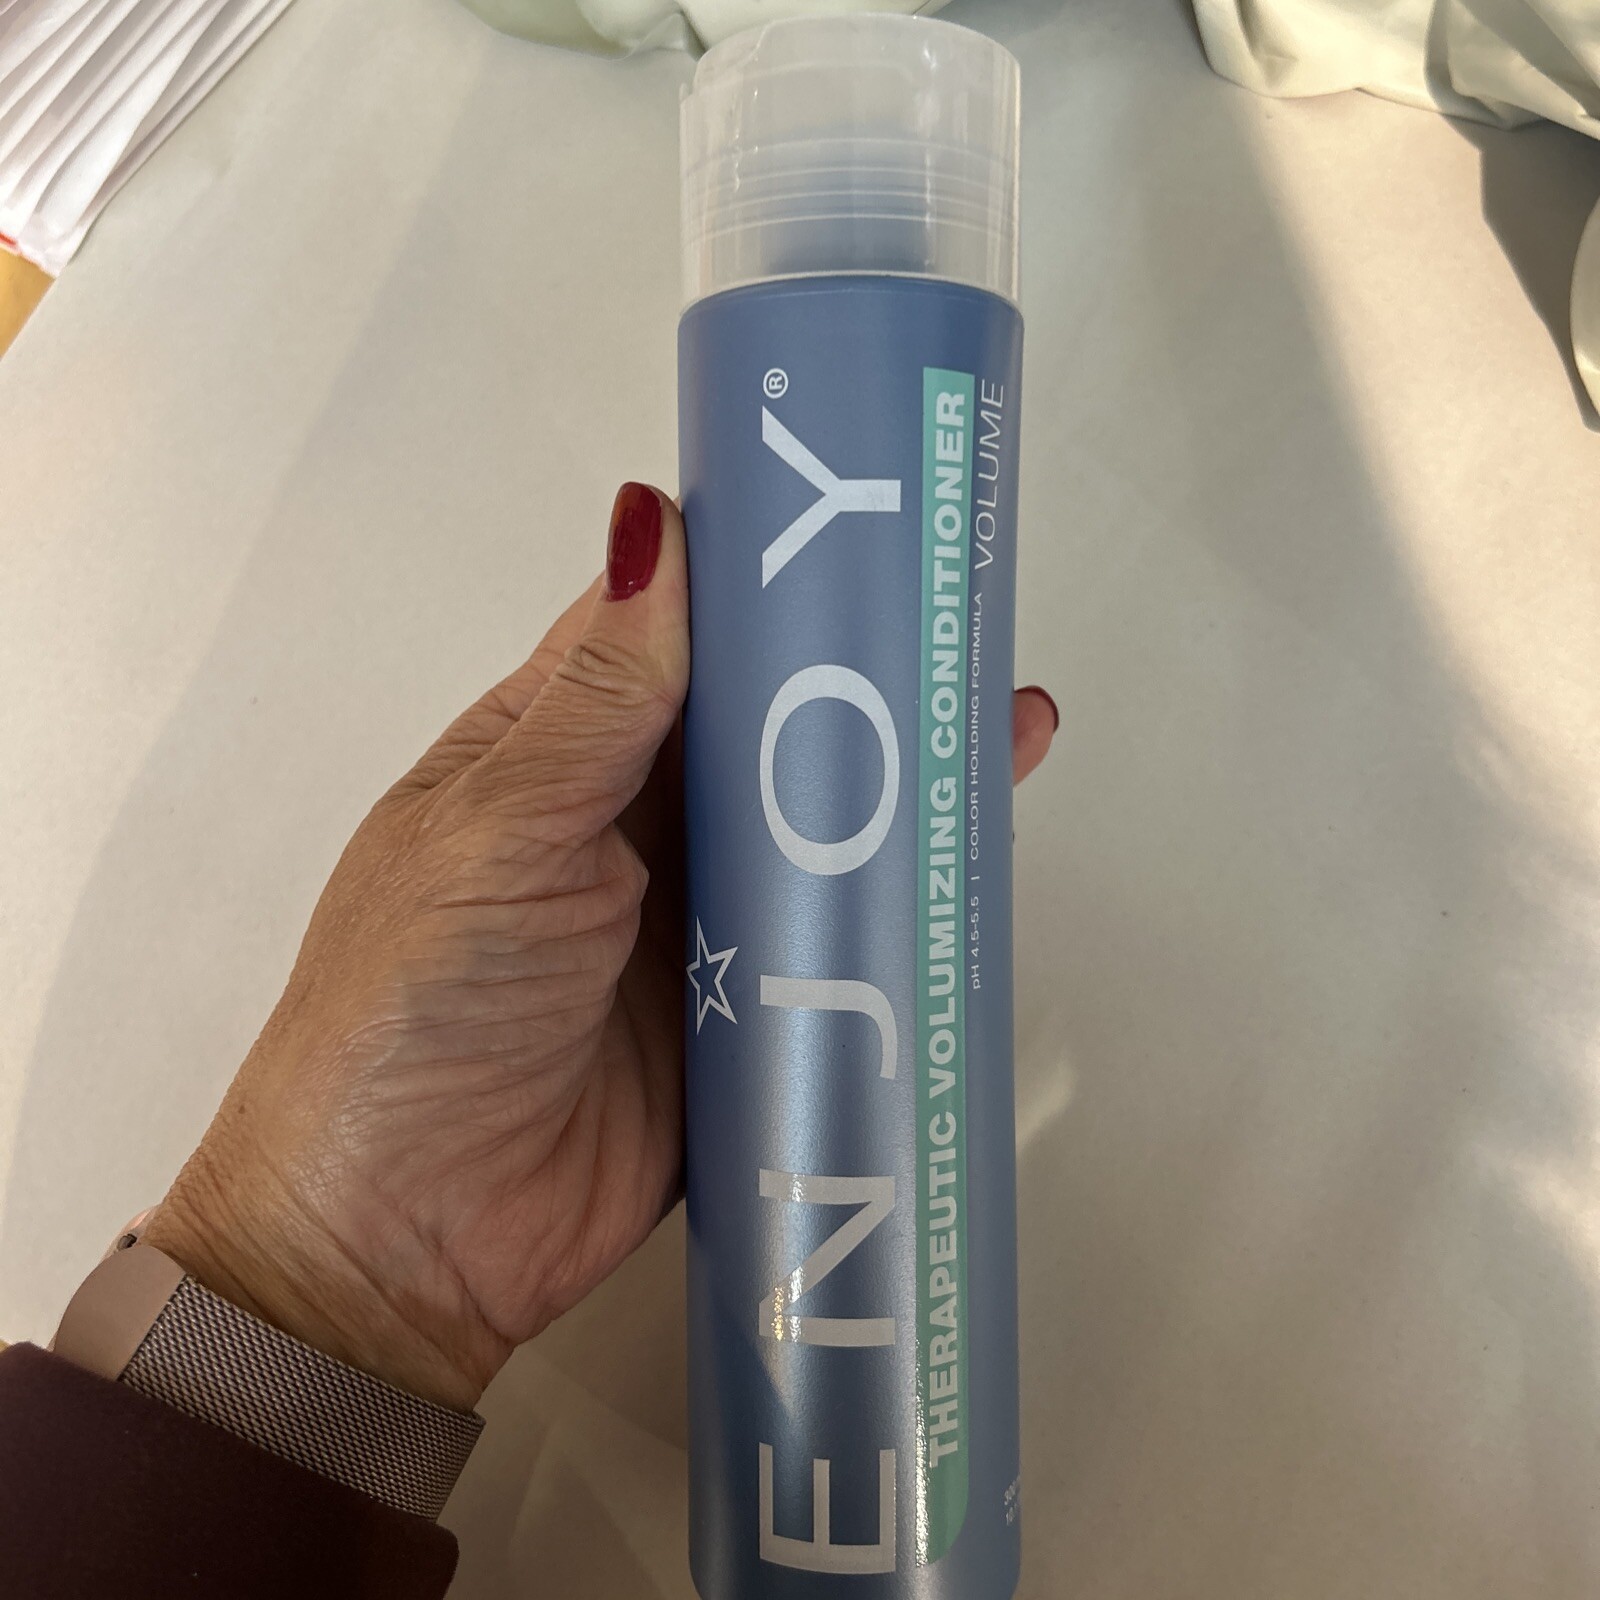 ENJOY®
THERAPEUTIC VOLUMIZING CONDITIONER
pH 4.5-5.5 | COLOR HOLDING FORMULA VOLUME